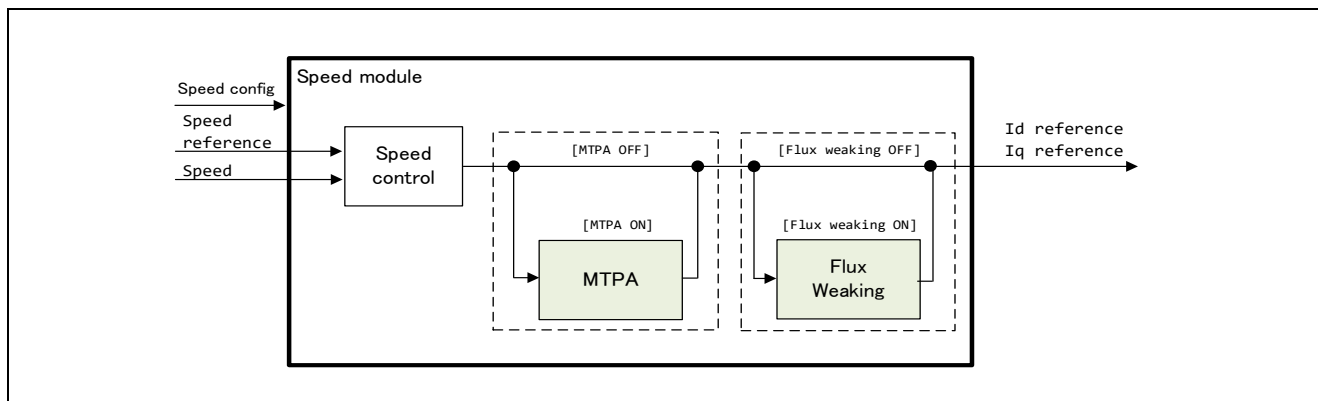 Speed module
Speed config
Speed
reference
Speed
Speed
control
[MTPA OFF]
[MTPA ON]
MTPA
[Flux weaking OFF]
[Flux weaking ON]
Flux
Weaking
Id reference
Iq reference